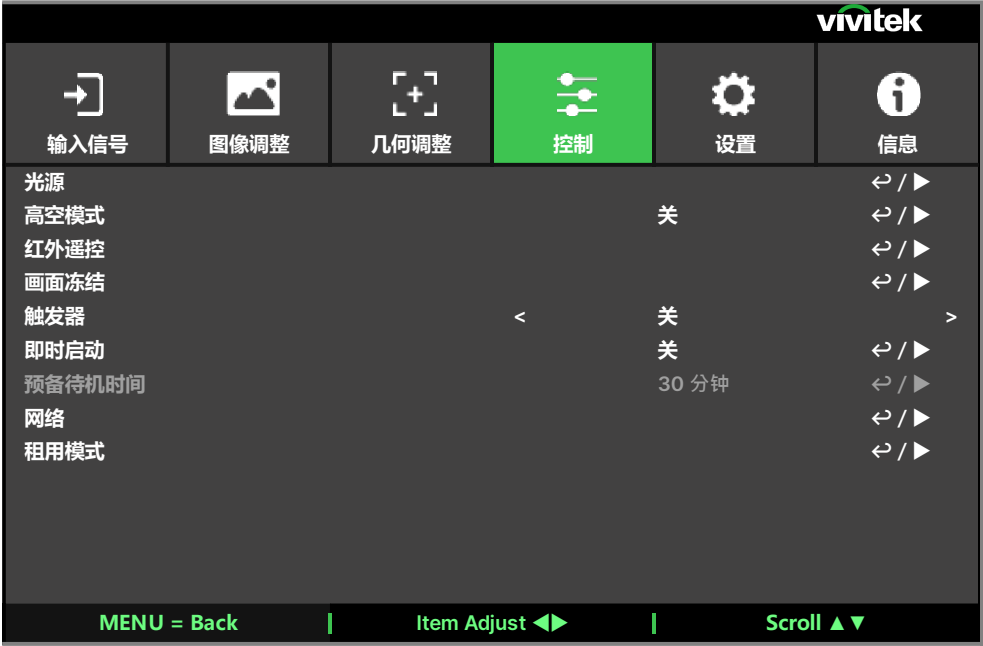 vivitek
输入信号 图像调整 几何调整 控制 设置 信息
光源 ↩ / ▶
高空模式 关 ↩ / ▶
红外遥控 ↩ / ▶
画面冻结 ↩ / ▶
触发器 < 关 >
即时启动 关 ↩ / ▶
预备待机时间 30 分钟 ↩ / ▶
网络 ↩ / ▶
租用模式 ↩ / ▶
MENU = Back Item Adjust ◀▶ Scroll ▲▼